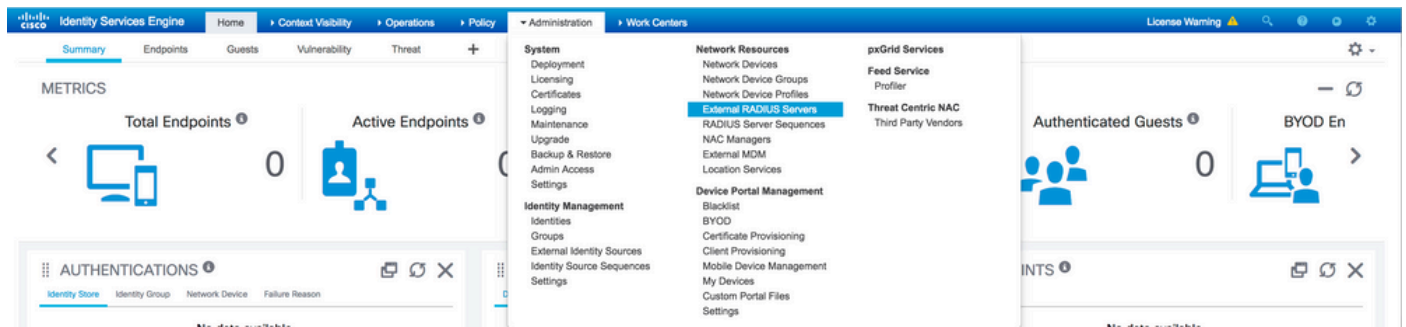 cisco Identity Services Engine Home Context Visibility Operations Policy Administration Work Centers License Warning
Summary Endpoints Guests Vulnerability Threat +
METRICS
Total Endpoints 0
Active Endpoints
Authenticated Guests 0
BYOD En
System
Deployment
Licensing
Certificates
Logging
Maintenance
Upgrade
Backup & Restore
Admin Access
Settings
Identity Management
Identities
Groups
External Identity Sources
Identity Source Sequences
Settings
Network Resources
Network Devices
Network Device Groups
Network Device Profiles
External RADIUS Servers
RADIUS Server Sequences
NAC Managers
External MDM
Location Services
Device Portal Management
Blacklist
BYOD
Certificate Provisioning
Client Provisioning
Mobile Device Management
My Devices
Custom Portal Files
Settings
pxGrid Services
Feed Service
Profiler
Threat Centric NAC
Third Party Vendors
AUTHENTICATIONS
Identity Store Identity Group Network Device Failure Reason
No data available
INTS
No data available